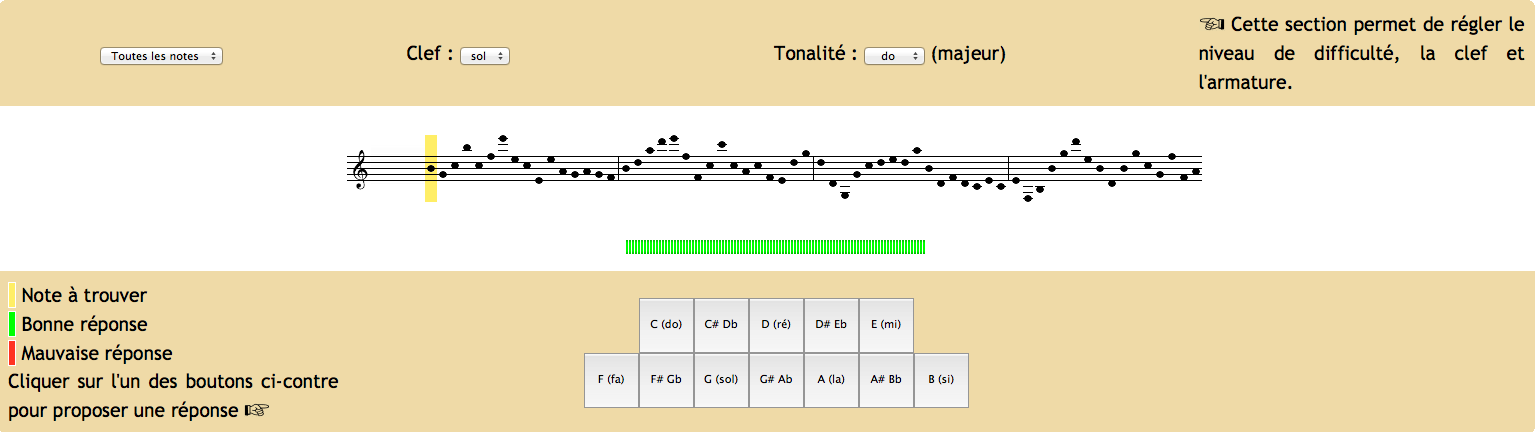 Toutes les notes
Clef : sol
Tonalité : do (majeur)
☜ Cette section permet de régler le
niveau de difficulté, la clef et
l'armature.
Note à trouver
Bonne réponse
Mauvaise réponse
Cliquer sur l'un des boutons ci-contre
pour proposer une réponse ☞
C (do) C# Db D (ré) D# Eb E (mi)
F (fa) F# Gb G (sol) G# Ab A (la) A# Bb B (si)